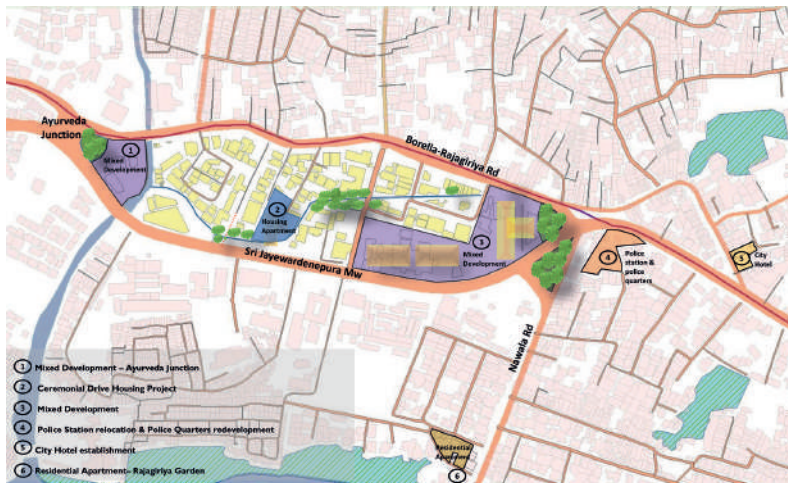 Ayurveda
Junction
1
Mixed
Development
Borella-Rajagiriya Rd
2
Housing
Apartment
3
Mixed
Development
Sri Jayewardenepura Mw
4
Police
station &
police
quarters
5
City
Hotel
Nawala Rd
1 Mixed Development – Ayurveda Junction
2 Ceremonial Drive Housing Project
3 Mixed Development
4 Police Station relocation & Police Quarters redevelopment
5 City Hotel establishment
6 Residential Apartment– Rajagiriya Garden
Residential
Apartment
6